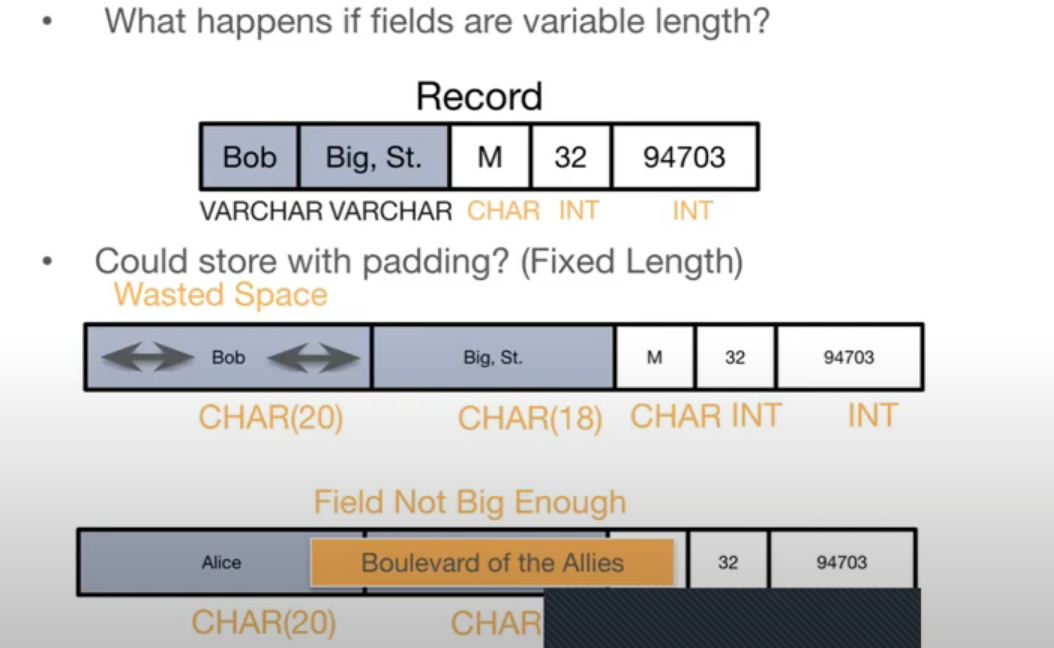 • What happens if fields are variable length?
Record
Bob Big, St. M 32 94703
VARCHAR VARCHAR CHAR INT INT
• Could store with padding? (Fixed Length)
Wasted Space
Bob Big, St. M 32 94703
CHAR(20) CHAR(18) CHAR INT INT
Field Not Big Enough
Alice Boulevard of the Allies 32 94703
CHAR(20) CHAR